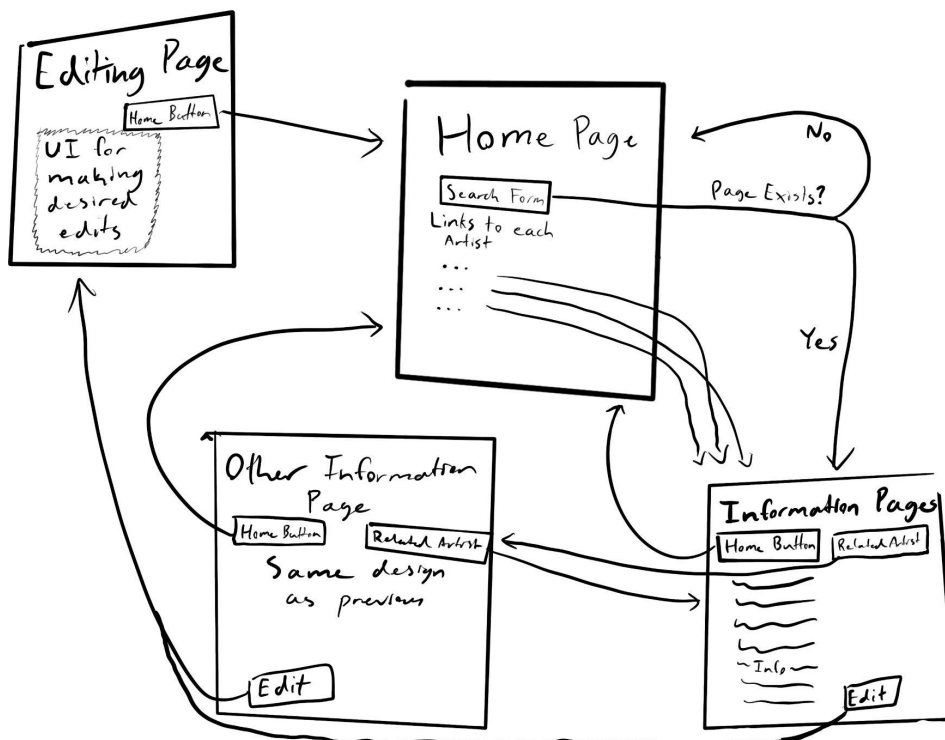 Editing Page
Home Button
UI for
making
desired
edits
Home Page
Search Form
Links to each
Artist
...
...
...
No
Page Exists?
Yes
Other Information
Page
Home Button
Related Artist
Same design
as previous
Edit
Information Pages
Home Button
Related Artist
Info
Edit